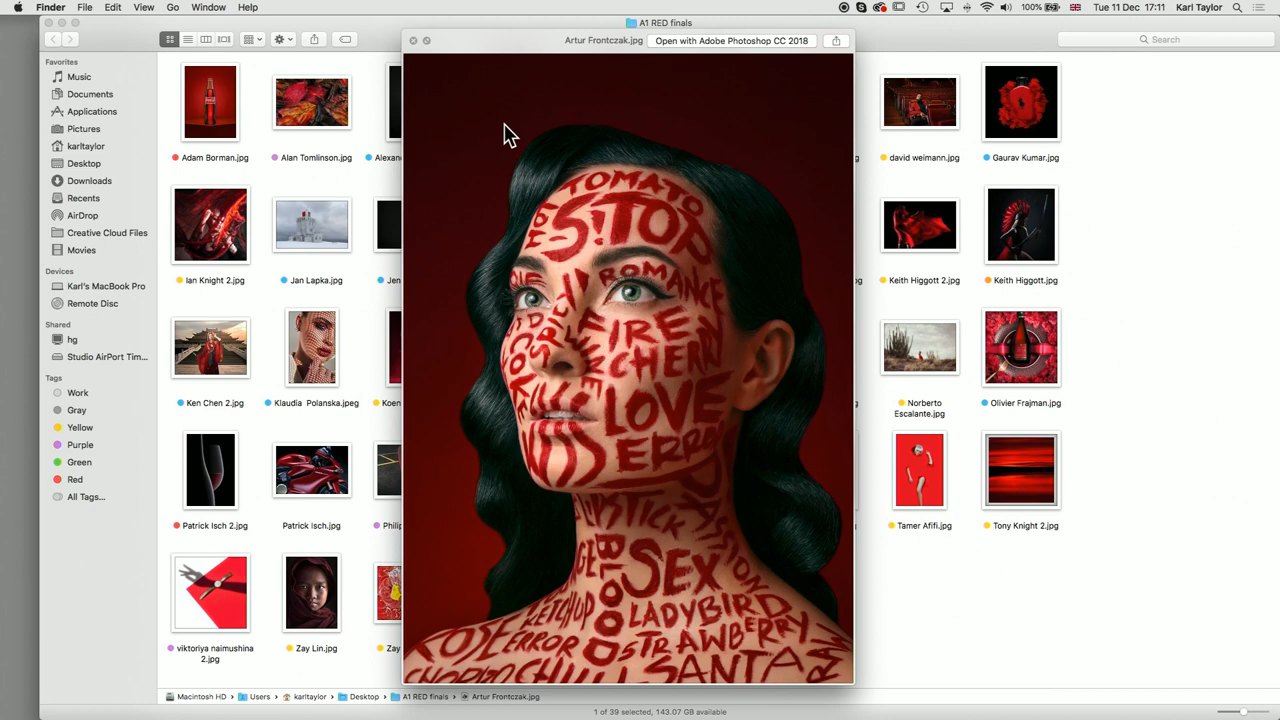 Finder File Edit View Go Window Help
100% Tue 11 Dec 17:11 Karl Taylor
A1 RED finals
Artur Frontczak.jpg
Open with Adobe Photoshop CC 2018
Search
Favorites
Music
Documents
Applications
Pictures
karltaylor
Desktop
Downloads
Recents
AirDrop
Creative Cloud Files
Movies
Devices
Karl's MacBook Pro
Remote Disc
Shared
hg
Studio AirPort Tim...
Tags
Work
Gray
Yellow
Purple
Green
Red
All Tags...
Adam Borman.jpg
Alan Tomlinson.jpg
david weimann.jpg
Gaurav Kumar.jpg
Ian Knight 2.jpg
Jan Lapka.jpg
Keith Higgott 2.jpg
Keith Higgott.jpg
Ken Chen 2.jpg
Klaudia Polanska.jpeg
Norberto
Escalante.jpg
Olivier Frajman.jpg
Patrick Isch 2.jpg
Patrick Isch.jpg
Tamer Afifi.jpg
Tony Knight 2.jpg
viktoriya naimushina
2.jpg
Zay Lin.jpg
TOMATO
STOP
ROMANCE
FIRE
CHERRY
LOVE
ERROR
LIPSTICK
BLOOD
SEX
KETCHUP
LADYBIRD
ROSE
ERROR
STRAWBERRY
CHILLI
SANTA
Macintosh HD
Users
karltaylor
Desktop
A1 RED finals
Artur Frontczak.jpg
1 of 39 selected, 143.07 GB available